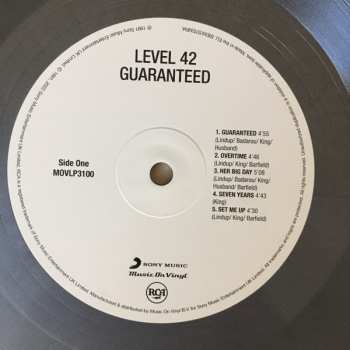 LEVEL 42
GUARANTEED
Side One
MOVLP3100
1. GUARANTEED 4'55
(Lindup/ Badarou/ King/
Husband)
2. OVERTIME 4'46
(Lindup/ King/ Barfield)
3. HER BIG DAY 5'08
(Lindup/ Badarou/ King/
Husband/ Barfield)
4. SEVEN YEARS 4'43
(King)
5. SET ME UP 4'30
(Lindup/ King/ Barfield)
SONY MUSIC
Music On Vinyl
RCA